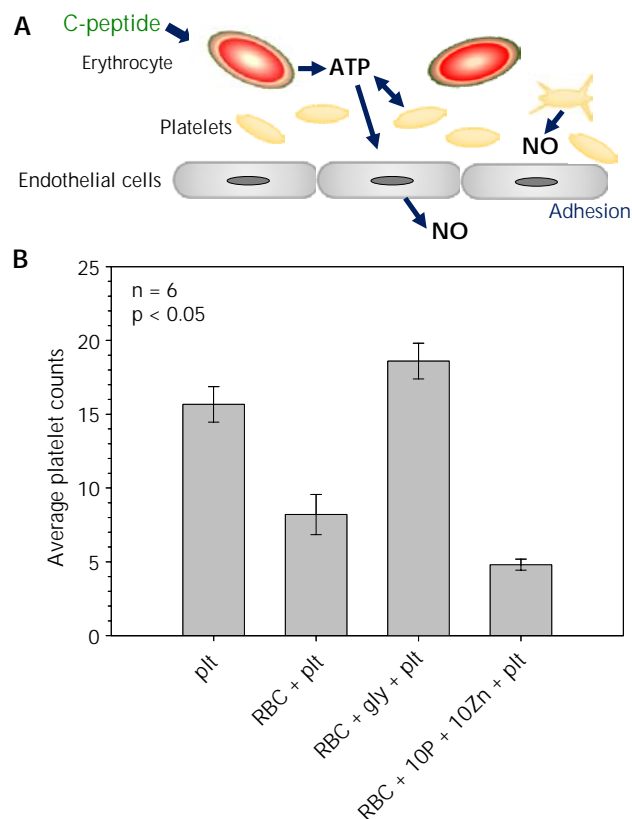 A
C-peptide
Erythrocyte
ATP
Platelets
NO
Endothelial cells
Adhesion
NO
B
25
20
15
10
5
0
n = 6
p < 0.05
Average platelet counts
plt
RBC + plt
RBC + gly + plt
RBC + 10P + 10Zn + plt